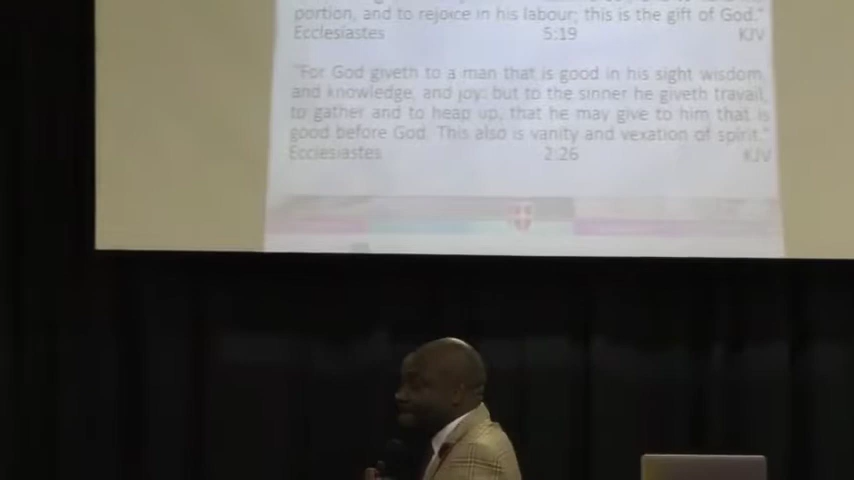 portion, and to rejoice in his labour; this is the gift of God."
Ecclesiastes 5:19 KJV
"For God giveth to a man that is good in his sight wisdom,
and knowledge, and joy: but to the sinner he giveth travail,
to gather and to heap up, that he may give to him that is
good before God. This also is vanity and vexation of spirit."
Ecclesiastes 2:26 KJV